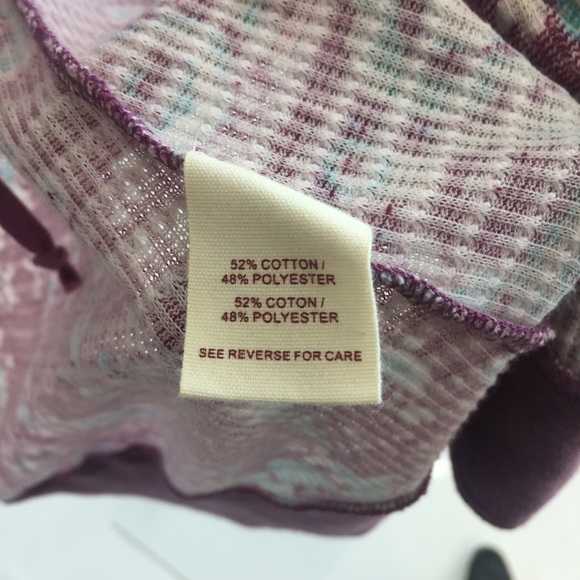 52% COTTON /
48% POLYESTER
52% COTON /
48% POLYESTER
SEE REVERSE FOR CARE